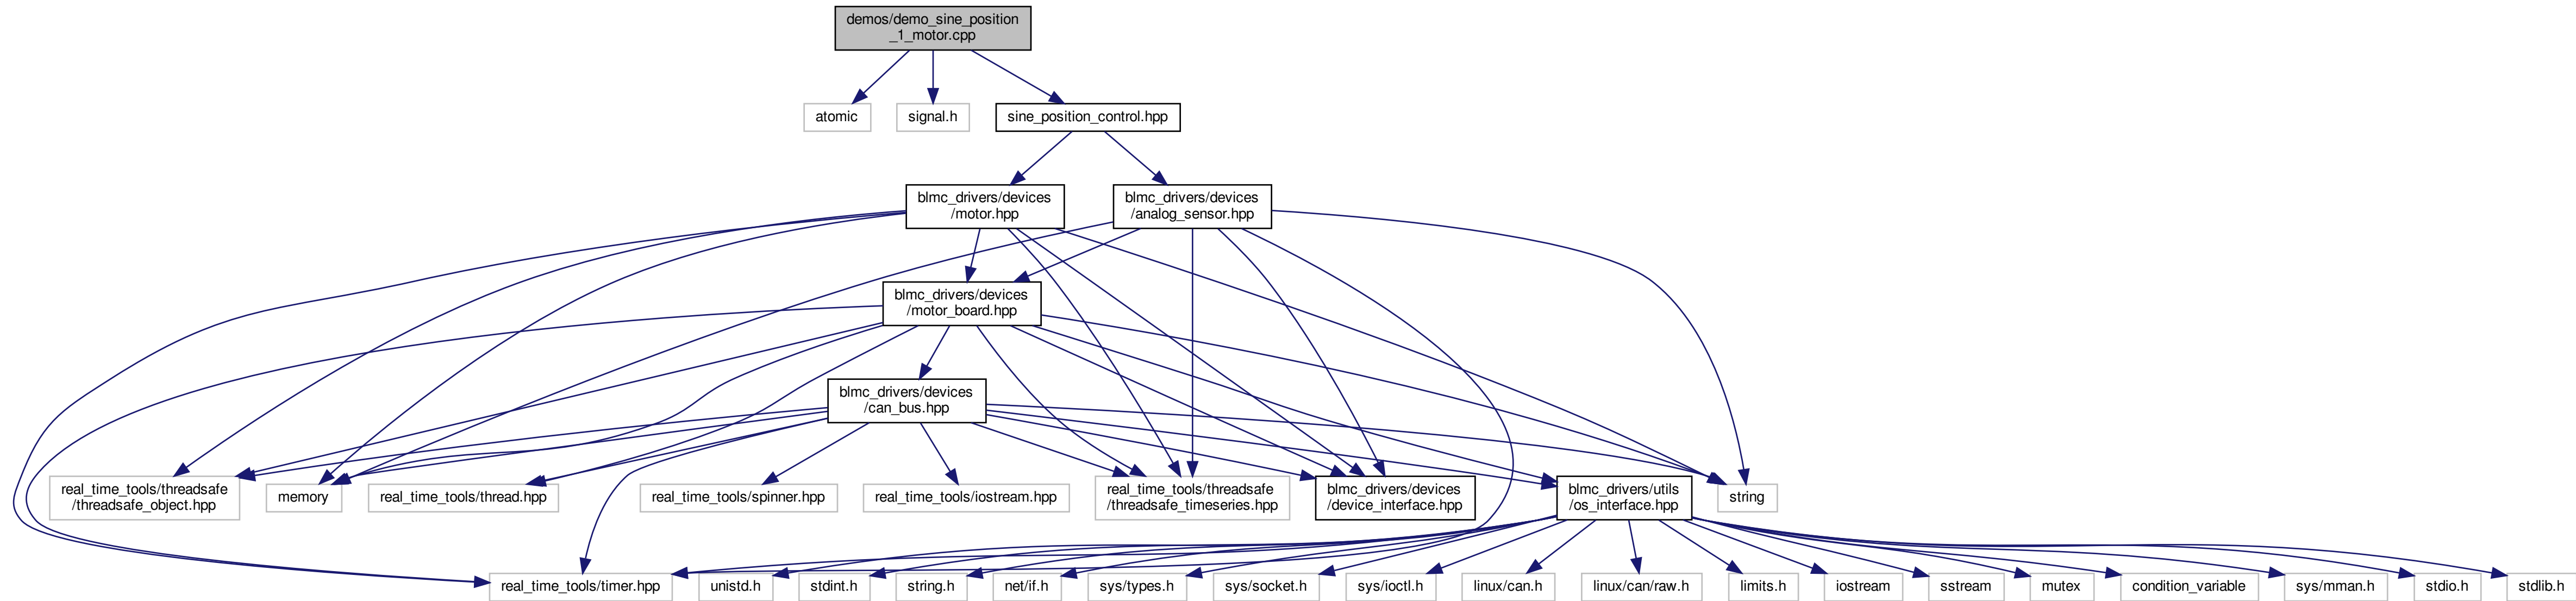 demos/demo_sine_position
_1_motor.cpp
atomic
signal.h
sine_position_control.hpp
blmc_drivers/devices
/motor.hpp
blmc_drivers/devices
/analog_sensor.hpp
blmc_drivers/devices
/motor_board.hpp
blmc_drivers/devices
/can_bus.hpp
real_time_tools/threadsafe
/threadsafe_object.hpp
memory
real_time_tools/thread.hpp
real_time_tools/spinner.hpp
real_time_tools/iostream.hpp
real_time_tools/threadsafe
/threadsafe_timeseries.hpp
blmc_drivers/devices
/device_interface.hpp
blmc_drivers/utils
/os_interface.hpp
string
real_time_tools/timer.hpp
unistd.h
stdint.h
string.h
net/if.h
sys/types.h
sys/socket.h
sys/ioctl.h
linux/can.h
linux/can/raw.h
limits.h
iostream
sstream
mutex
condition_variable
sys/mman.h
stdio.h
stdlib.h